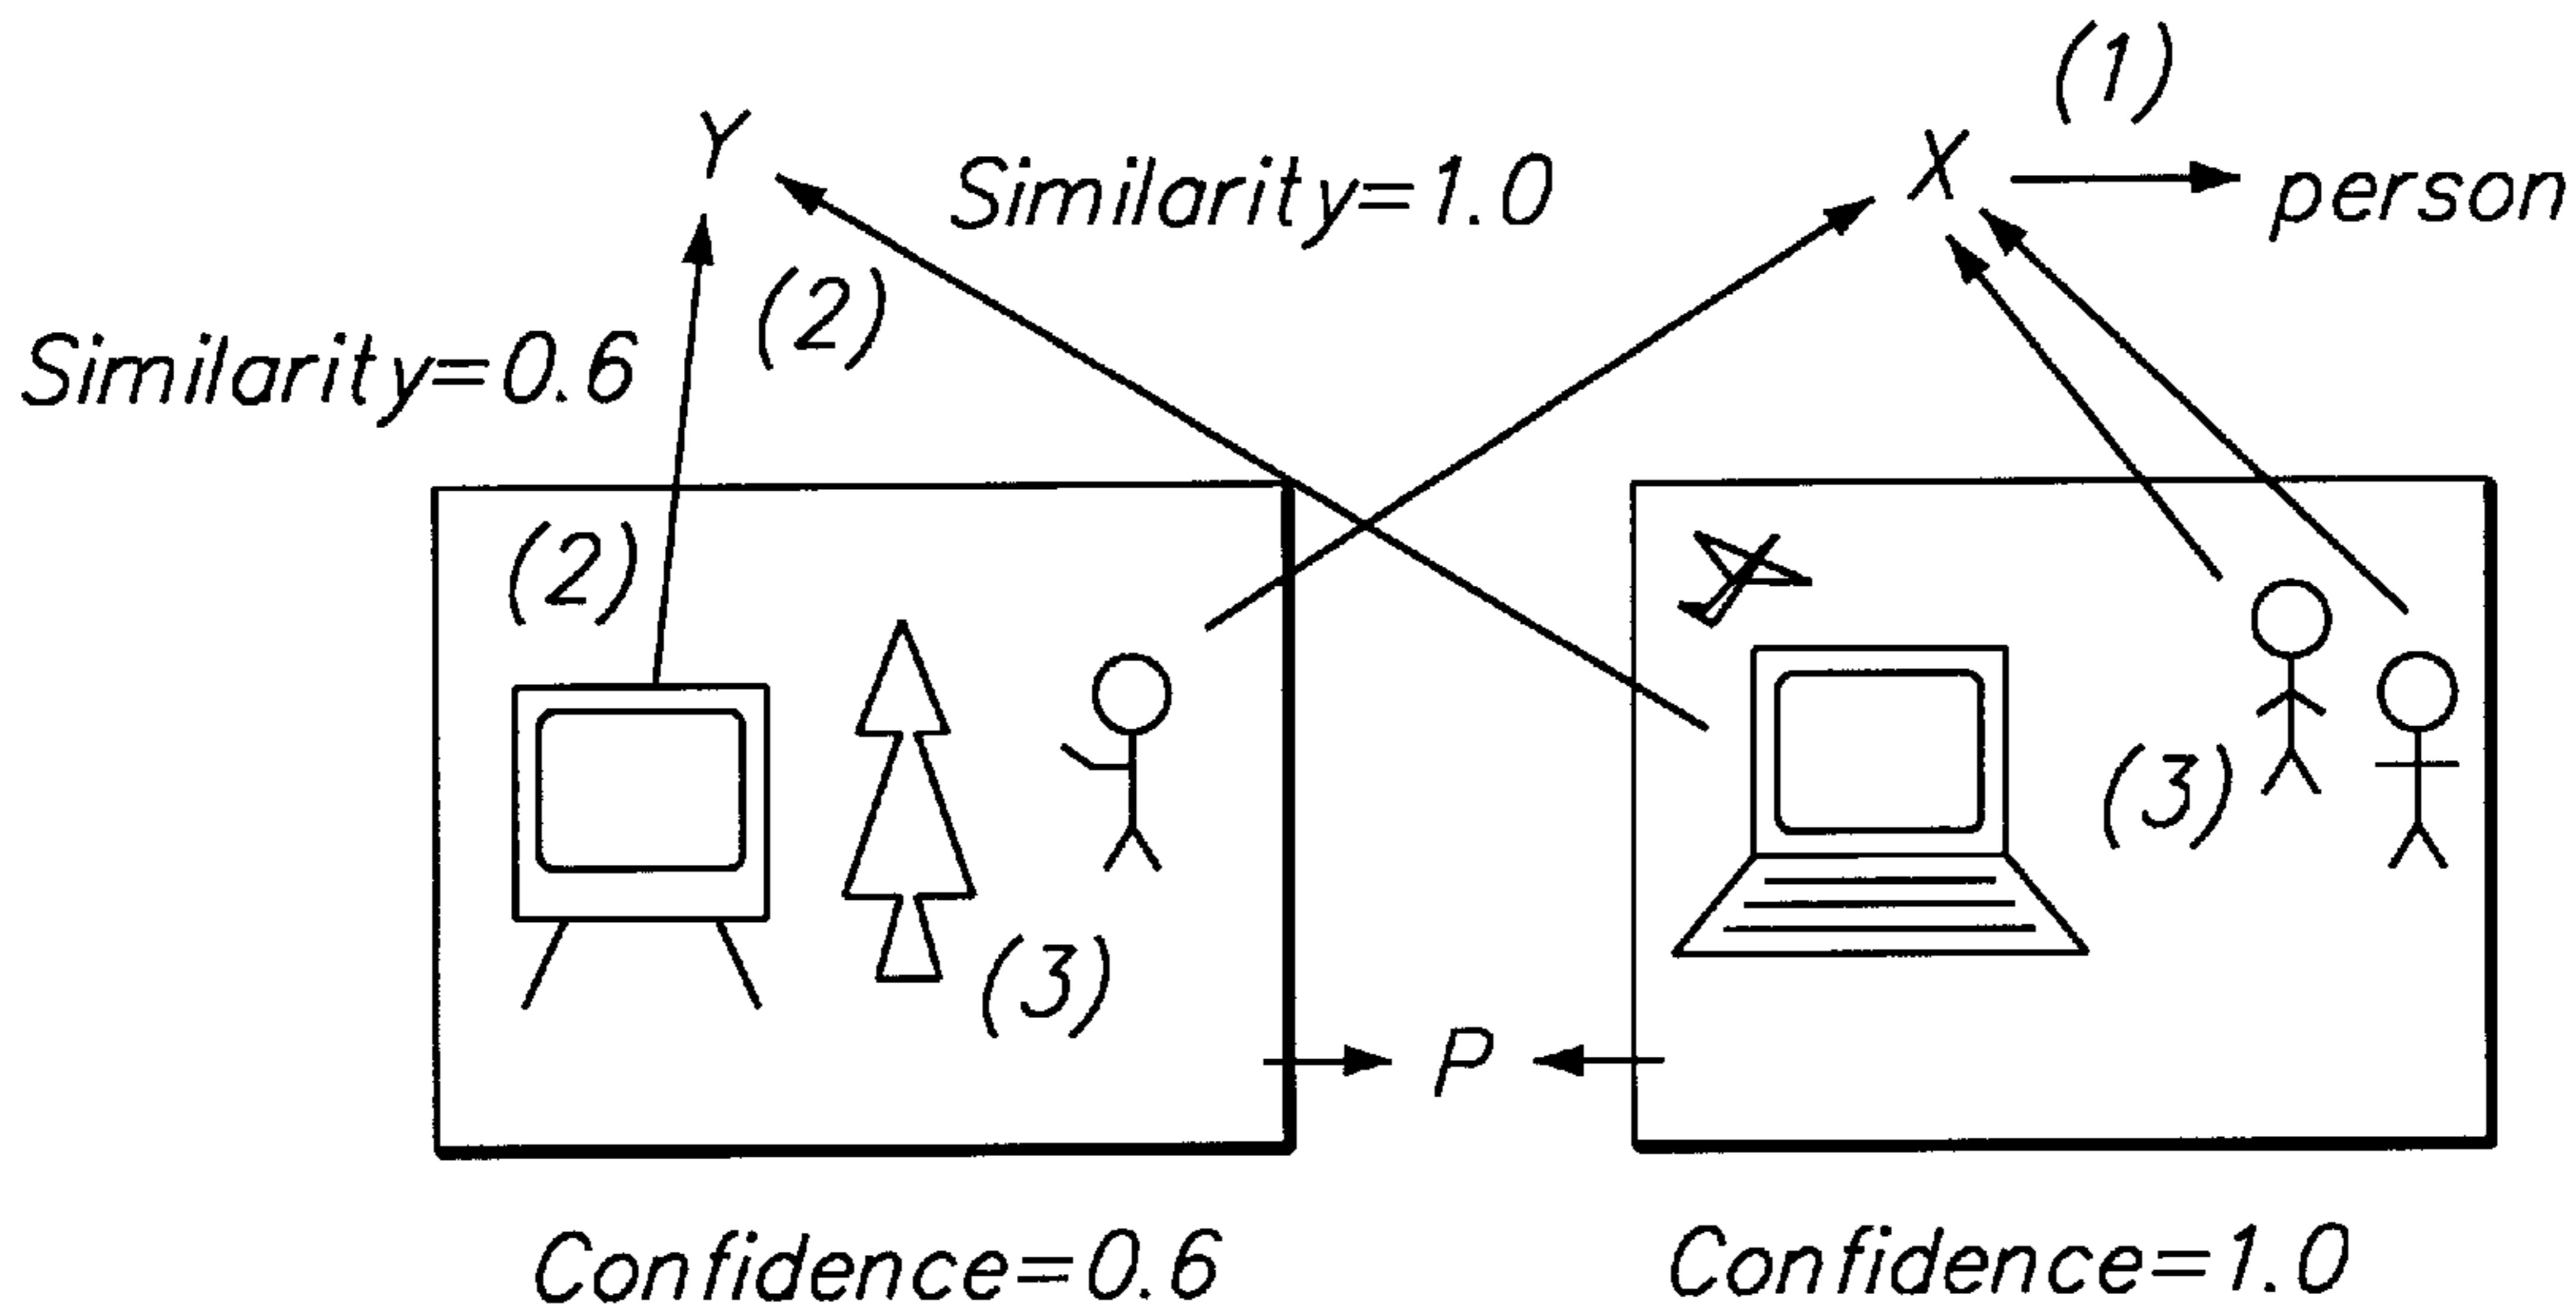 (1)
Y
Similarity=1.0
X
person
(2)
Similarity=0.6
(2)
(3)
(3)
P
Confidence=0.6
Confidence=1.0